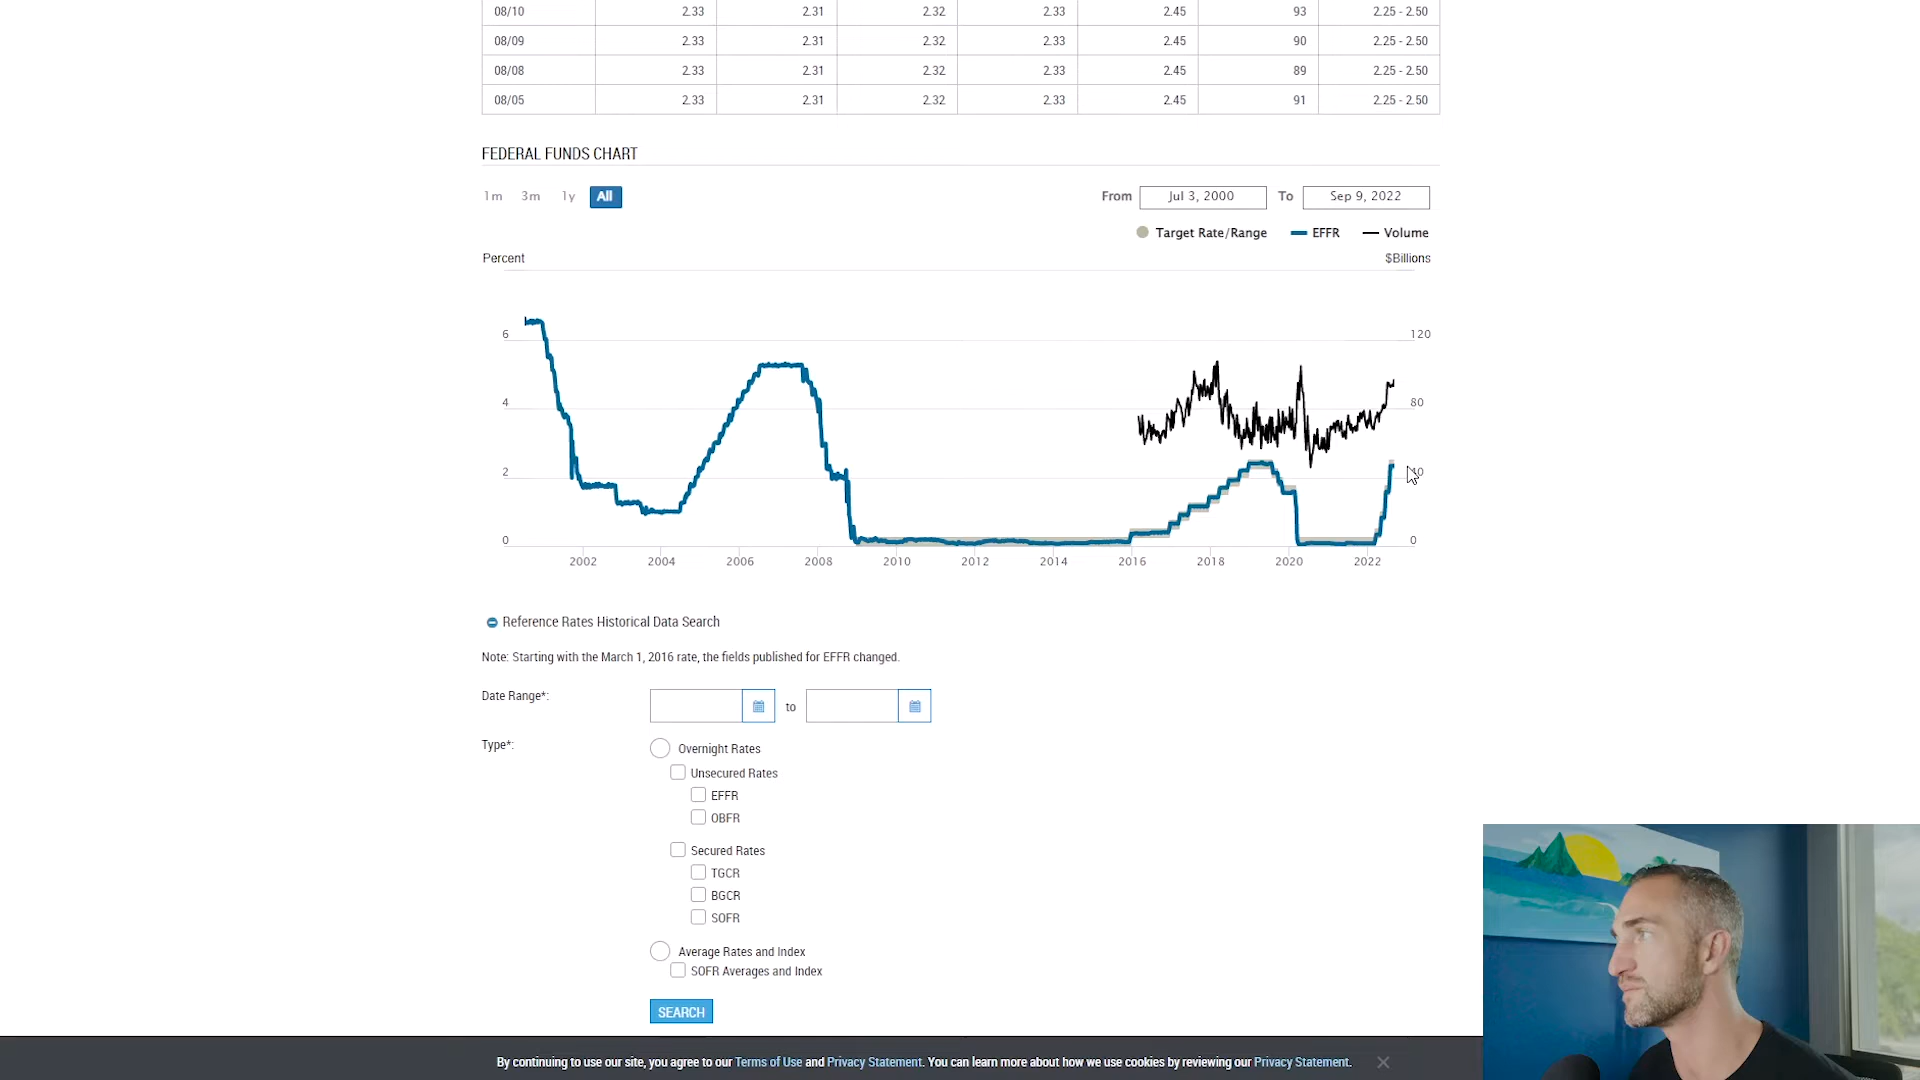 08/10 2.33 2.31 2.32 2.33 2.45 93 2.25 - 2.50
08/09 2.33 2.31 2.32 2.33 2.45 90 2.25 - 2.50
08/08 2.33 2.31 2.32 2.33 2.45 89 2.25 - 2.50
08/05 2.33 2.31 2.32 2.33 2.45 91 2.25 - 2.50
FEDERAL FUNDS CHART
1m 3m 1y All From Jul 3, 2000 To Sep 9, 2022
Target Rate/Range EFFR Volume
Percent $Billions
6 120
4 80
2 40
0 0
2002 2004 2006 2008 2010 2012 2014 2016 2018 2020 2022
Reference Rates Historical Data Search
Note: Starting with the March 1, 2016 rate, the fields published for EFFR changed.
Date Range*: to
Type*: Overnight Rates
Unsecured Rates
EFFR
OBFR
Secured Rates
TGCR
BGCR
SOFR
Average Rates and Index
SOFR Averages and Index
SEARCH
By continuing to use our site, you agree to our Terms of Use and Privacy Statement. You can learn more about how we use cookies by reviewing our Privacy Statement.